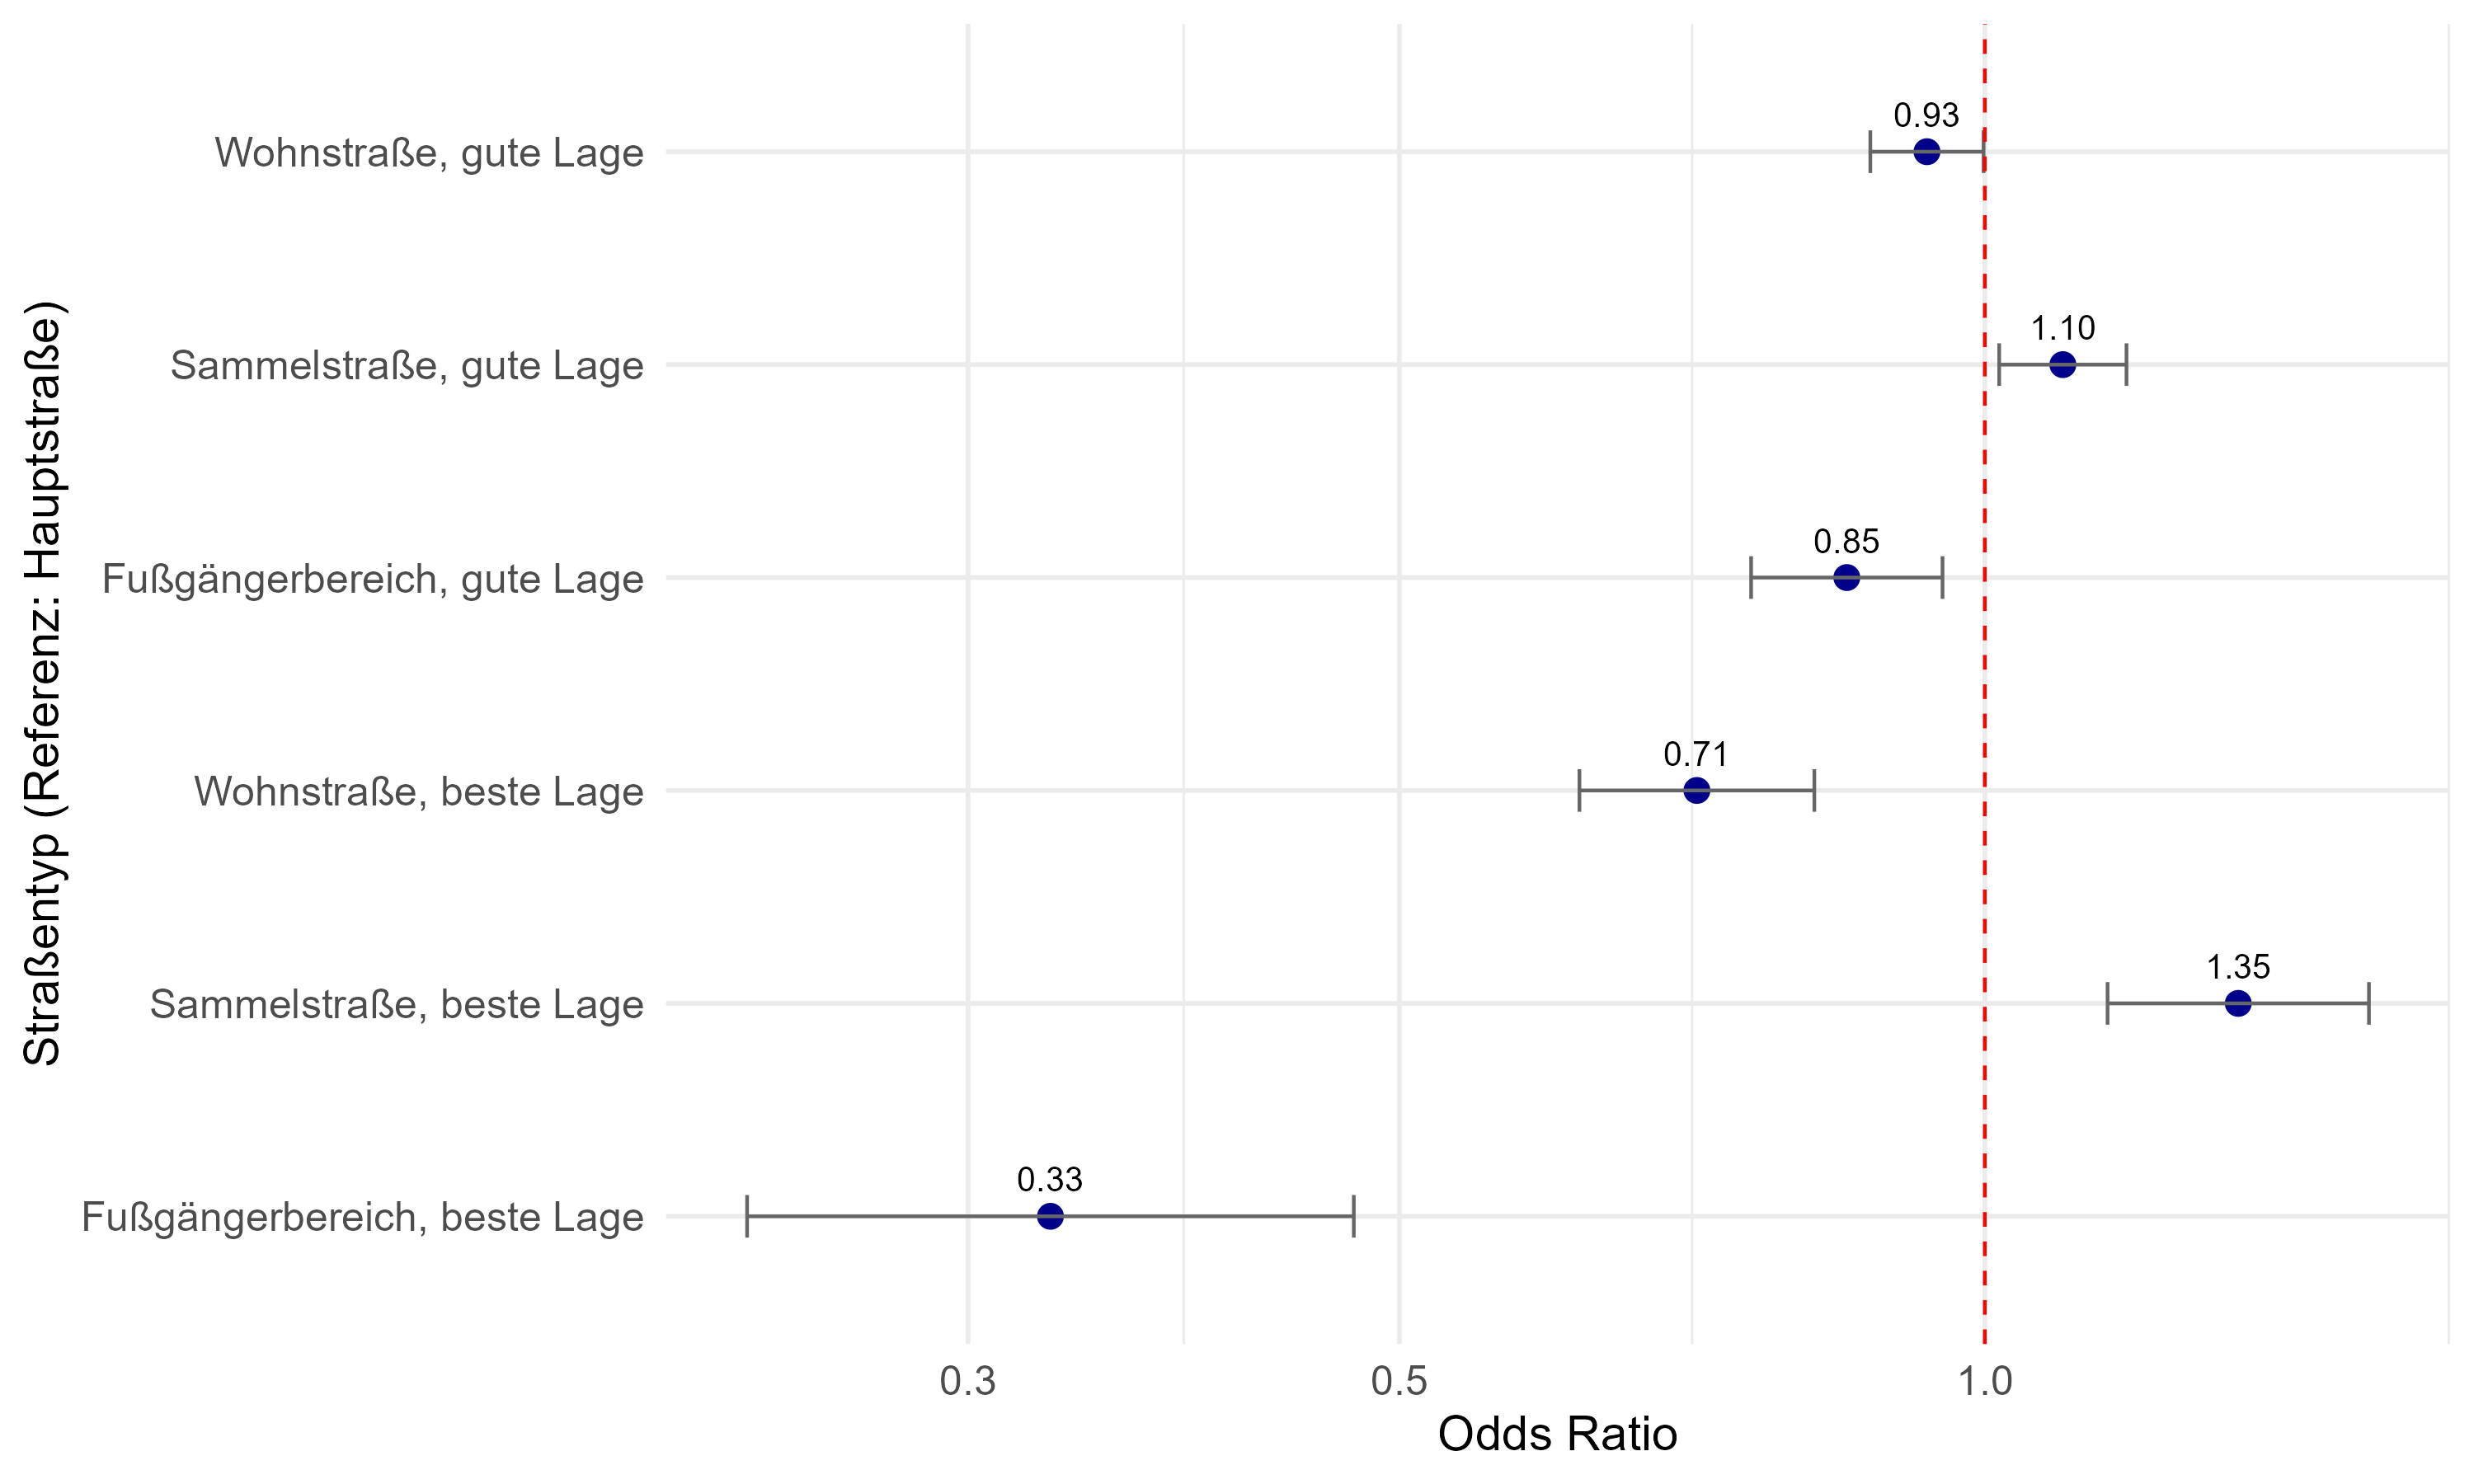 Straßentyp (Referenz: Hauptstraße)
Wohnstraße, gute Lage
0.93
Sammelstraße, gute Lage
1.10
Fußgängerbereich, gute Lage
0.85
Wohnstraße, beste Lage
0.71
Sammelstraße, beste Lage
1.35
Fußgängerbereich, beste Lage
0.33
0.3
0.5
1.0
Odds Ratio